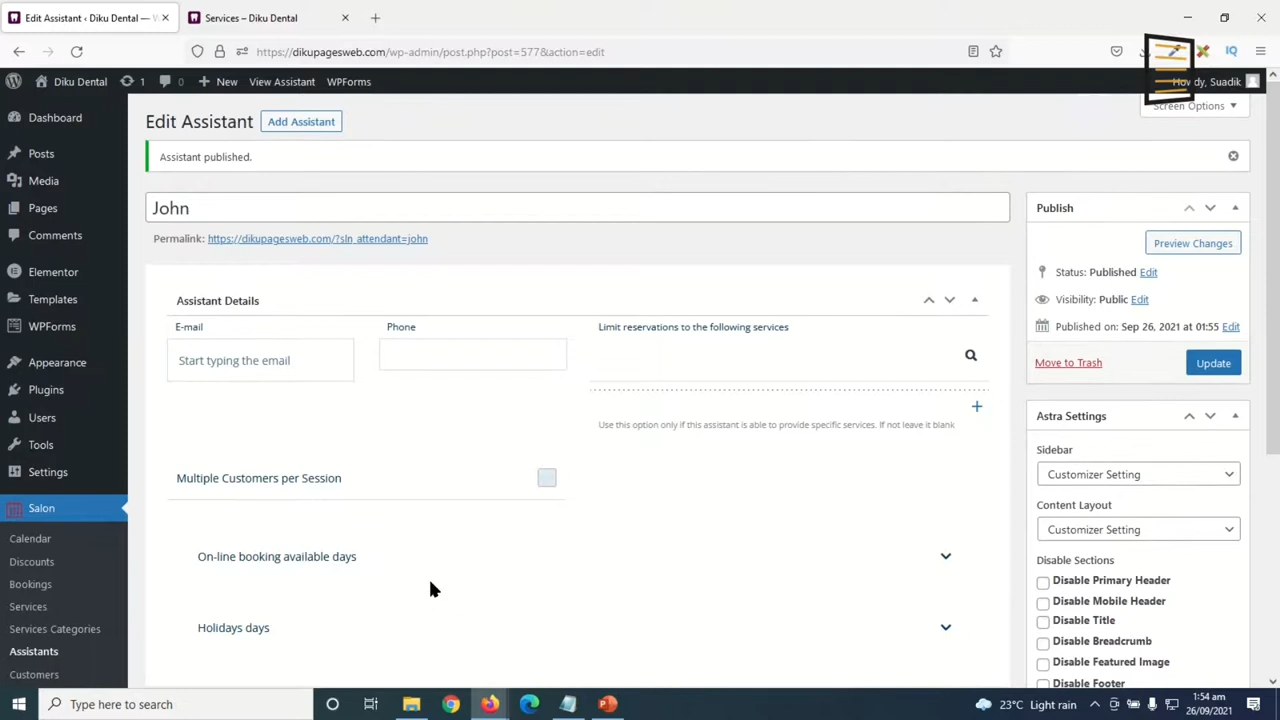 Edit Assistant ‹ Diku Dental — W
Services – Diku Dental
https://dikupagesweb.com/wp-admin/post.php?post=577&action=edit
IQ
Diku Dental
1
0
New
View Assistant
WPForms
dy, Suadik
Screen Options
Dashboard
Posts
Media
Pages
Comments
Elementor
Templates
WPForms
Appearance
Plugins
Users
Tools
Settings
Salon
Calendar
Discounts
Bookings
Services
Services Categories
Assistants
Customers
Edit Assistant
Add Assistant
Assistant published.
John
Permalink: https://dikupagesweb.com/?sln_attendant=john
Assistant Details
E-mail
Phone
Limit reservations to the following services
Start typing the email
Use this option only if this assistant is able to provide specific services. If not leave it blank
Multiple Customers per Session
On-line booking available days
Holidays days
Publish
Preview Changes
Status: Published Edit
Visibility: Public Edit
Published on: Sep 26, 2021 at 01:55 Edit
Move to Trash
Update
Astra Settings
Sidebar
Customizer Setting
Content Layout
Customizer Setting
Disable Sections
Disable Primary Header
Disable Mobile Header
Disable Title
Disable Breadcrumb
Disable Featured Image
Disable Footer
Type here to search
23°C Light rain
1:54 am
26/09/2021